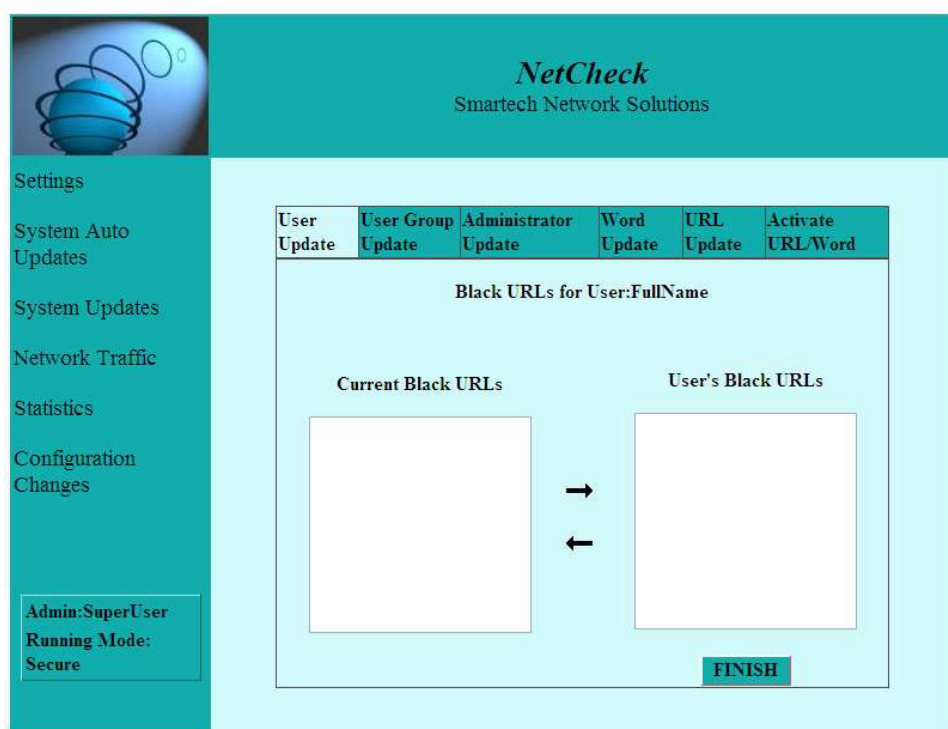 NetCheck
Smartech Network Solutions
Settings
System Auto
Updates
System Updates
Network Traffic
Statistics
Configuration
Changes
Admin:SuperUser
Running Mode:
Secure
User
Update
User Group
Update
Administrator
Update
Word
Update
URL
Update
Activate
URL/Word
Black URLs for User:FullName
Current Black URLs
User's Black URLs
FINISH